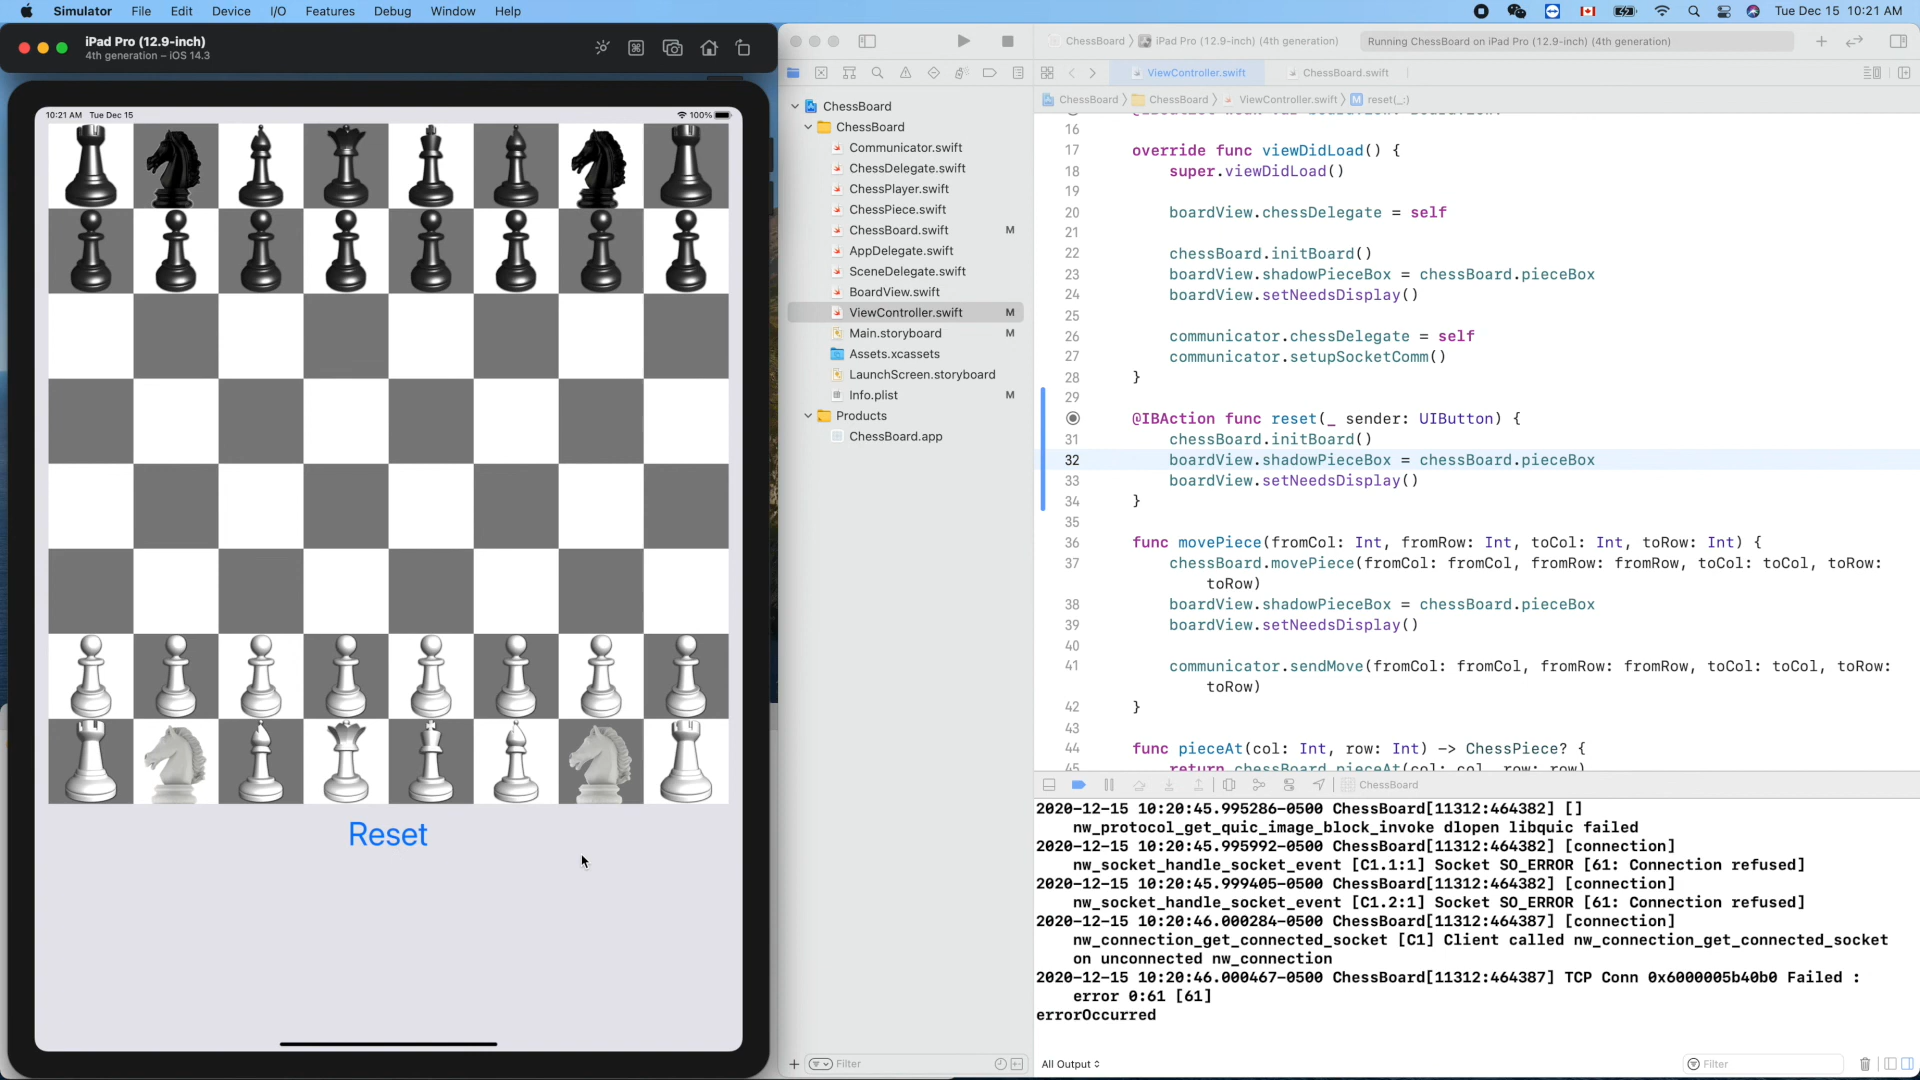 Simulator File Edit Device I/O Features Debug Window Help
Tue Dec 15 10:21 AM
iPad Pro (12.9-inch)
4th generation – iOS 14.3
10:21 AM Tue Dec 15
100%
Reset
ChessBoard
ChessBoard
Communicator.swift
ChessDelegate.swift
ChessPlayer.swift
ChessPiece.swift
ChessBoard.swift M
AppDelegate.swift
SceneDelegate.swift
BoardView.swift
ViewController.swift M
Main.storyboard M
Assets.xcassets
LaunchScreen.storyboard
Info.plist M
Products
ChessBoard.app
Filter
ChessBoard iPad Pro (12.9-inch) (4th generation)
Running ChessBoard on iPad Pro (12.9-inch) (4th generation)
ViewController.swift ChessBoard.swift
ChessBoard ChessBoard ViewController.swift M reset(_:)
16
17 override func viewDidLoad() {
18 super.viewDidLoad()
19
20 boardView.chessDelegate = self
21
22 chessBoard.initBoard()
23 boardView.shadowPieceBox = chessBoard.pieceBox
24 boardView.setNeedsDisplay()
25
26 communicator.chessDelegate = self
27 communicator.setupSocketComm()
28 }
29
@IBAction func reset(_ sender: UIButton) {
31 chessBoard.initBoard()
32 boardView.shadowPieceBox = chessBoard.pieceBox
33 boardView.setNeedsDisplay()
34 }
35
36 func movePiece(fromCol: Int, fromRow: Int, toCol: Int, toRow: Int) {
37 chessBoard.movePiece(fromCol: fromCol, fromRow: fromRow, toCol: toCol, toRow:
toRow)
38 boardView.shadowPieceBox = chessBoard.pieceBox
39 boardView.setNeedsDisplay()
40
41 communicator.sendMove(fromCol: fromCol, fromRow: fromRow, toCol: toCol, toRow:
toRow)
42 }
43
44 func pieceAt(col: Int, row: Int) -> ChessPiece? {
45 return chessBoard.pieceAt(col: col, row: row)
ChessBoard
2020-12-15 10:20:45.995286-0500 ChessBoard[11312:464382] []
nw_protocol_get_quic_image_block_invoke dlopen libquic failed
2020-12-15 10:20:45.995992-0500 ChessBoard[11312:464382] [connection]
nw_socket_handle_socket_event [C1.1:1] Socket SO_ERROR [61: Connection refused]
2020-12-15 10:20:45.999405-0500 ChessBoard[11312:464382] [connection]
nw_socket_handle_socket_event [C1.2:1] Socket SO_ERROR [61: Connection refused]
2020-12-15 10:20:46.000284-0500 ChessBoard[11312:464387] [connection]
nw_connection_get_connected_socket [C1] Client called nw_connection_get_connected_socket
on unconnected nw_connection
2020-12-15 10:20:46.000467-0500 ChessBoard[11312:464387] TCP Conn 0x6000005b40b0 Failed :
error 0:61 [61]
errorOccurred
All Output
Filter